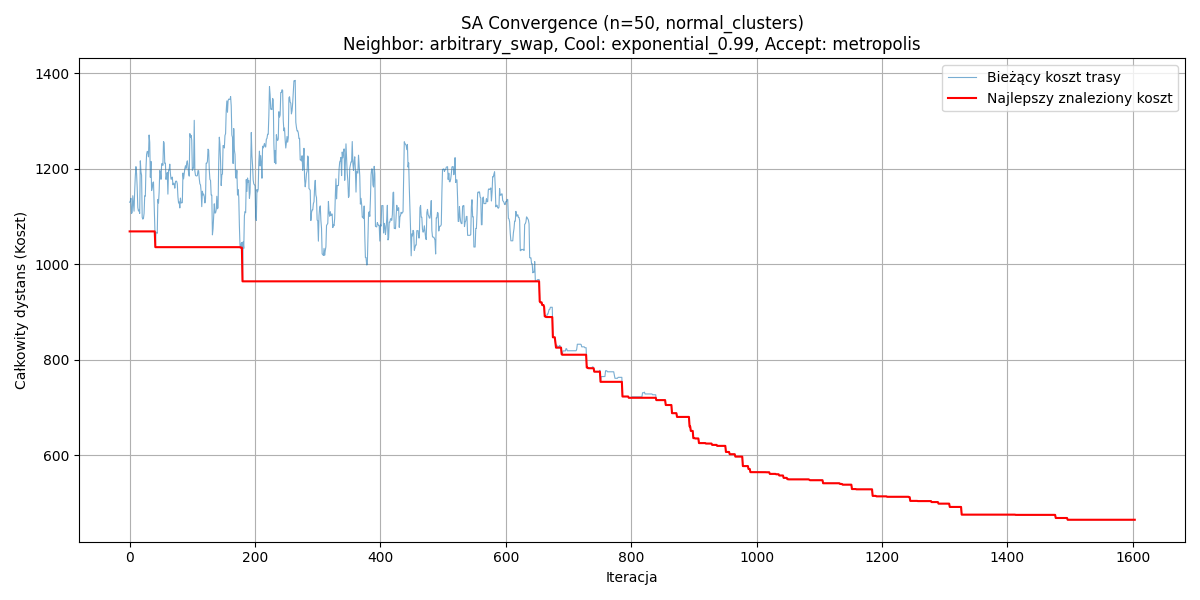 SA Convergence (n=50, normal_clusters)
Neighbor: arbitrary_swap, Cool: exponential_0.99, Accept: metropolis
Bieżący koszt trasy
Najlepszy znaleziony koszt
Całkowity dystans (Koszt)
1400
1200
1000
800
600
0 200 400 600 800 1000 1200 1400 1600
Iteracja